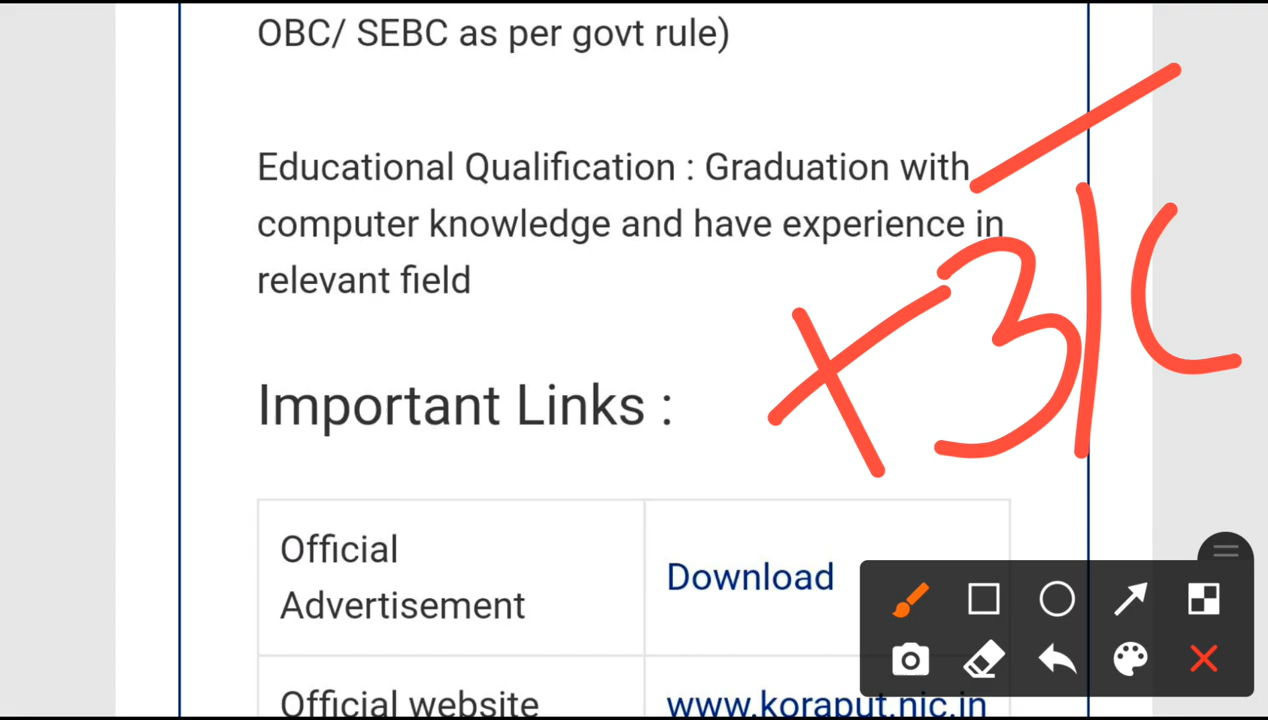 OBC/ SEBC as per govt rule)
Educational Qualification : Graduation with
computer knowledge and have experience in
relevant field
+3/C
Important Links :
Official
Advertisement
Download
Official website
www.koraput.nic.in